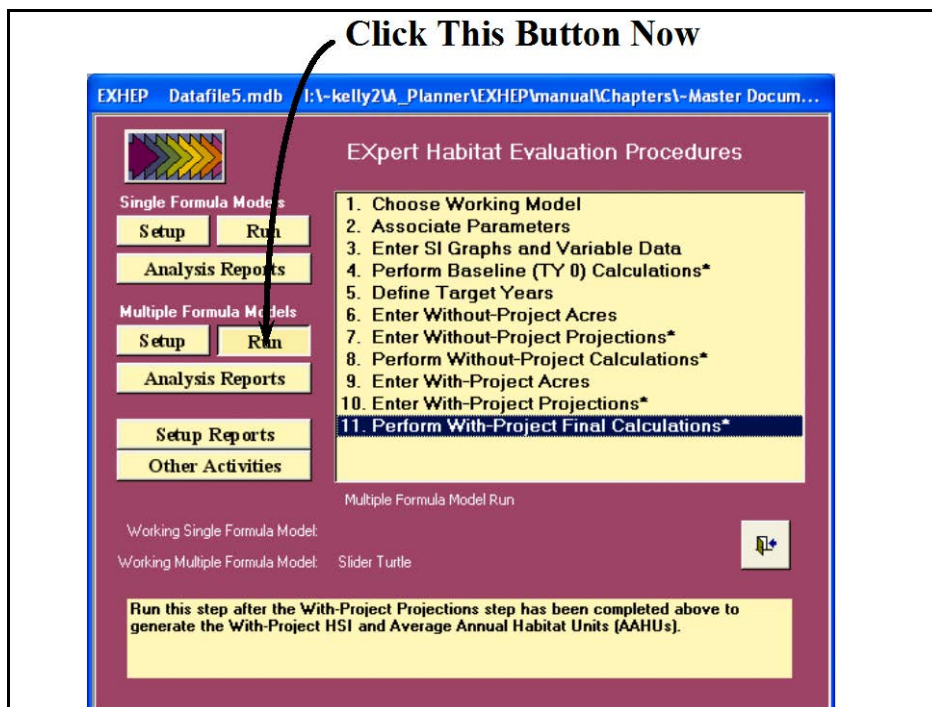 Click This Button Now
EXHEP Datafile5.mdb I:\~kelly2\A_Planner\EXHEP\manual\Chapters\~Master Docum...
EXpert Habitat Evaluation Procedures
Single Formula Models
Setup Run
Analysis Reports
Multiple Formula Models
Setup Run
Analysis Reports
Setup Reports
Other Activities
1. Choose Working Model
2. Associate Parameters
3. Enter SI Graphs and Variable Data
4. Perform Baseline (TY 0) Calculations*
5. Define Target Years
6. Enter Without-Project Acres
7. Enter Without-Project Projections*
8. Perform Without-Project Calculations*
9. Enter With-Project Acres
10. Enter With-Project Projections*
11. Perform With-Project Final Calculations*
Multiple Formula Model Run
Working Single Formula Model:
Working Multiple Formula Model: Slider Turtle
Run this step after the With-Project Projections step has been completed above to
generate the With-Project HSI and Average Annual Habitat Units (AAHUs).